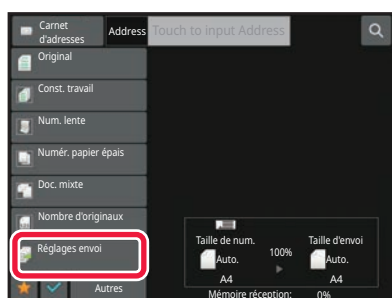 Carnet
d'adresses
Address
Touch to input Address
Original
Const. travail
Num. lente
Numér. papier épais
Doc. mixte
Nombre d'originaux
Réglages envoi
Autres
Taille de num.
100%
Taille d'envoi
Auto.
Auto.
A4
A4
Mémoire réception: 0%